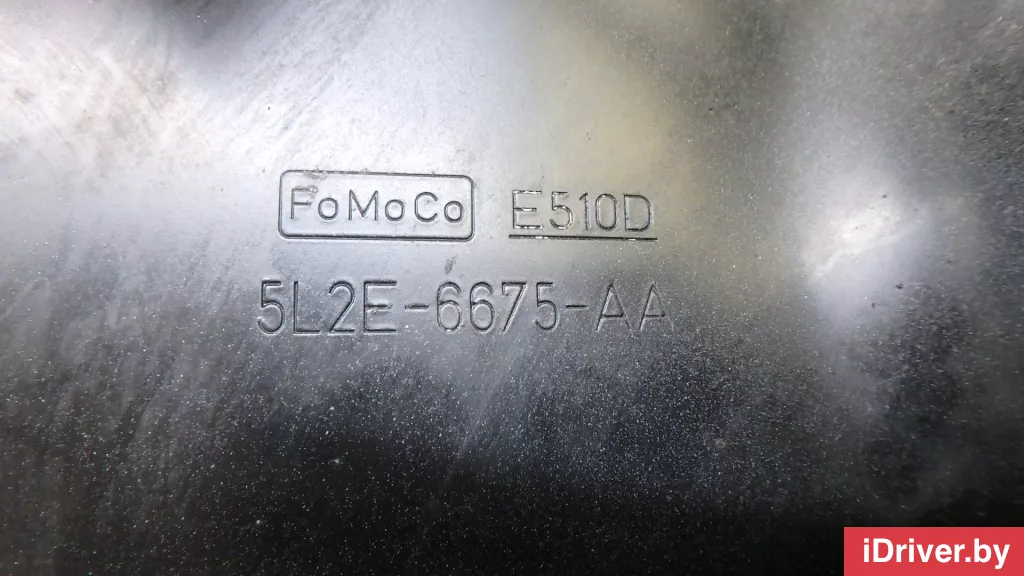 FoMoCo E510D
5L2E-6675-AA
iDriver.by